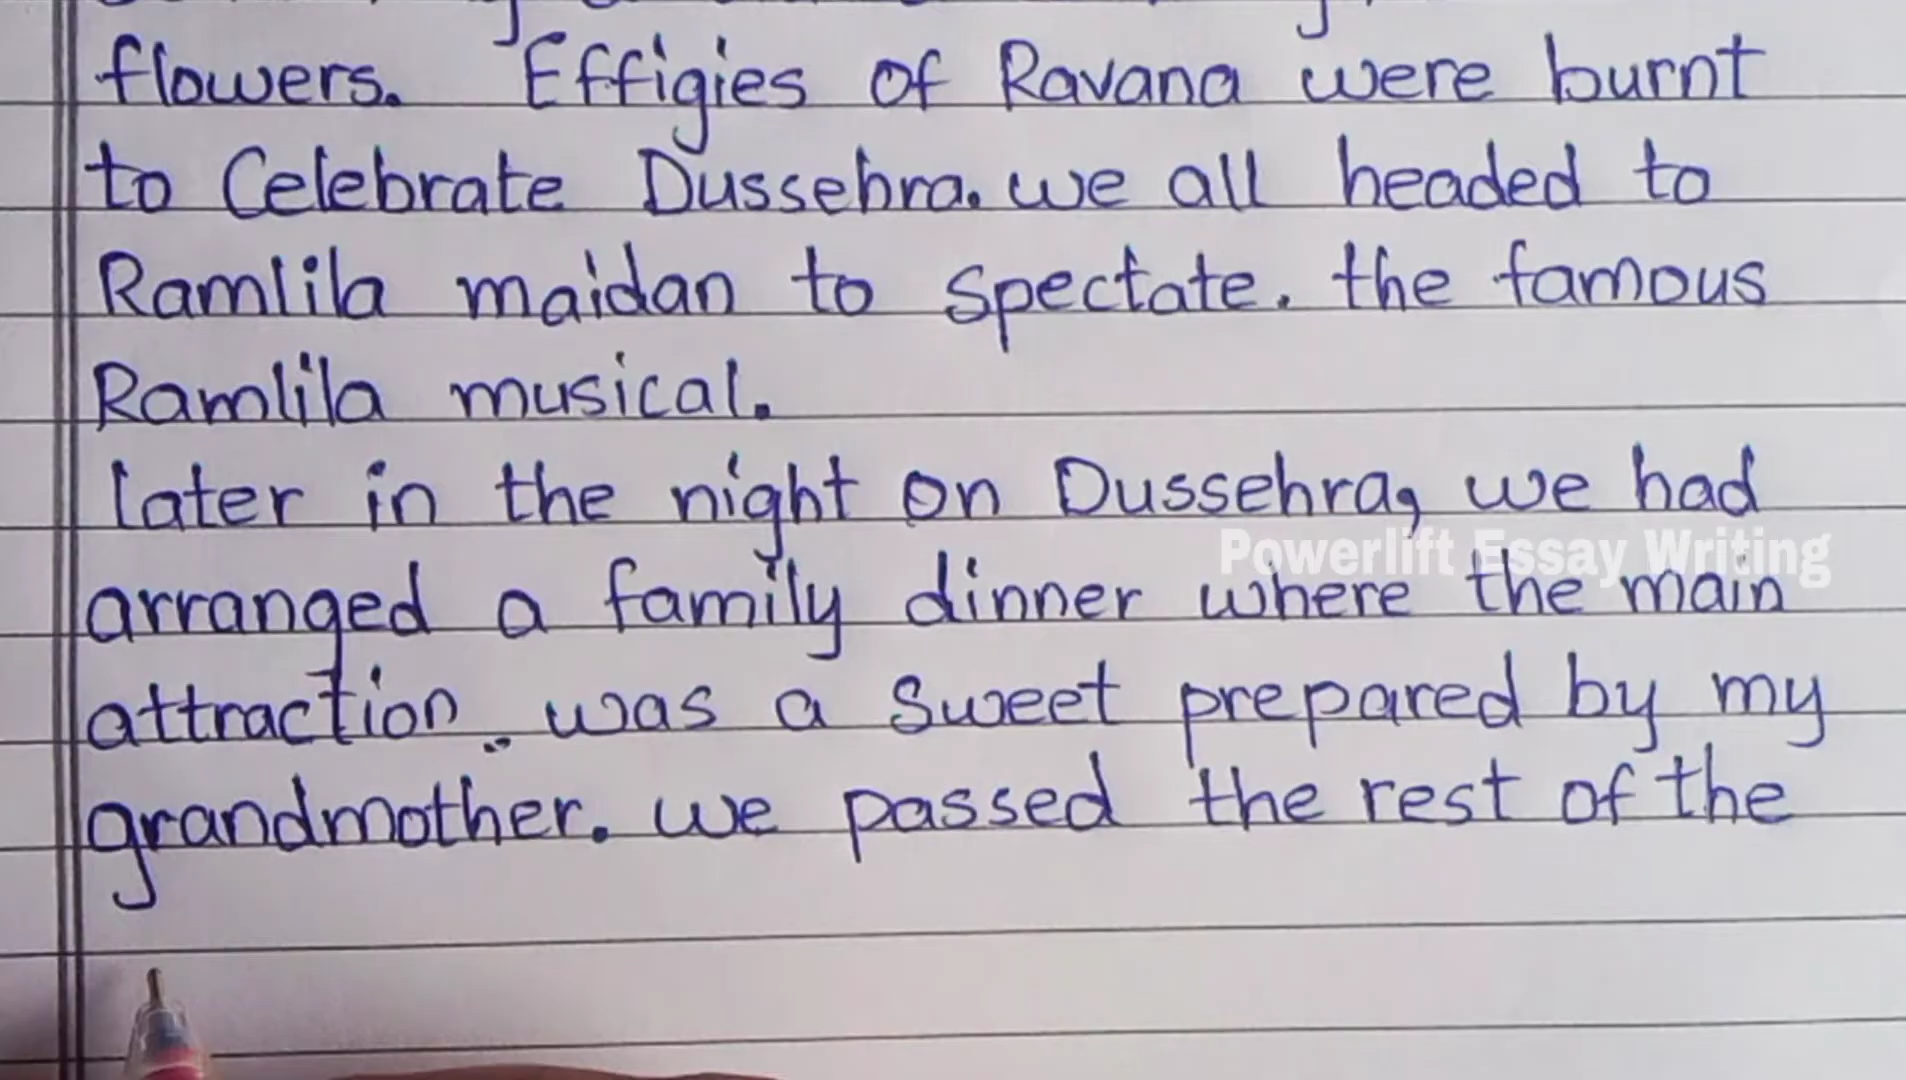 flowers. Effigies of Ravana were burnt
to Celebrate Dussehra. we all headed to
Ramlila maidan to spectate. the famous
Ramlila musical.
later in the night on Dussehra, we had
Powerlift Essay Writing
arranged a family dinner where the main
attraction .. was a sweet prepared by my
grandmother. we passed the rest of the